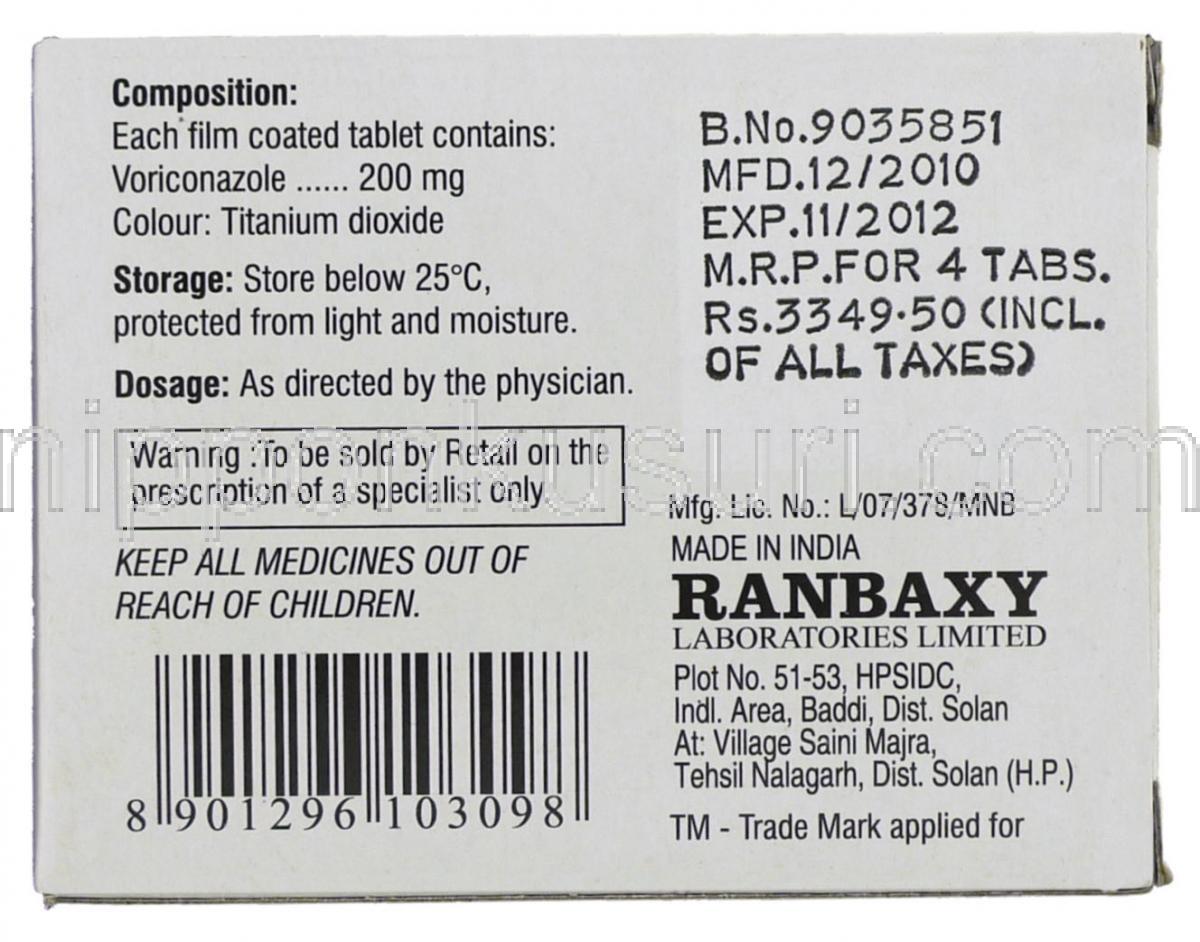 Composition:
Each film coated tablet contains:
Voriconazole ...... 200 mg
Colour: Titanium dioxide
Storage: Store below 25°C,
protected from light and moisture.
Dosage: As directed by the physician.
Warning :To be sold by Retail on the
prescription of a specialist only.
KEEP ALL MEDICINES OUT OF
REACH OF CHILDREN.
8 901296 103098
B.No.9035851
MFD.12/2010
EXP.11/2012
M.R.P.FOR 4 TABS.
Rs.3349.50 (INCL.
OF ALL TAXES)
nipponkusuri.com
Mfg. Lic. No.: L/07/378/MNB
MADE IN INDIA
RANBAXY
LABORATORIES LIMITED
Plot No. 51-53, HPSIDC,
Indl. Area, Baddi, Dist. Solan
At: Village Saini Majra,
Tehsil Nalagarh, Dist. Solan (H.P.)
TM - Trade Mark applied for